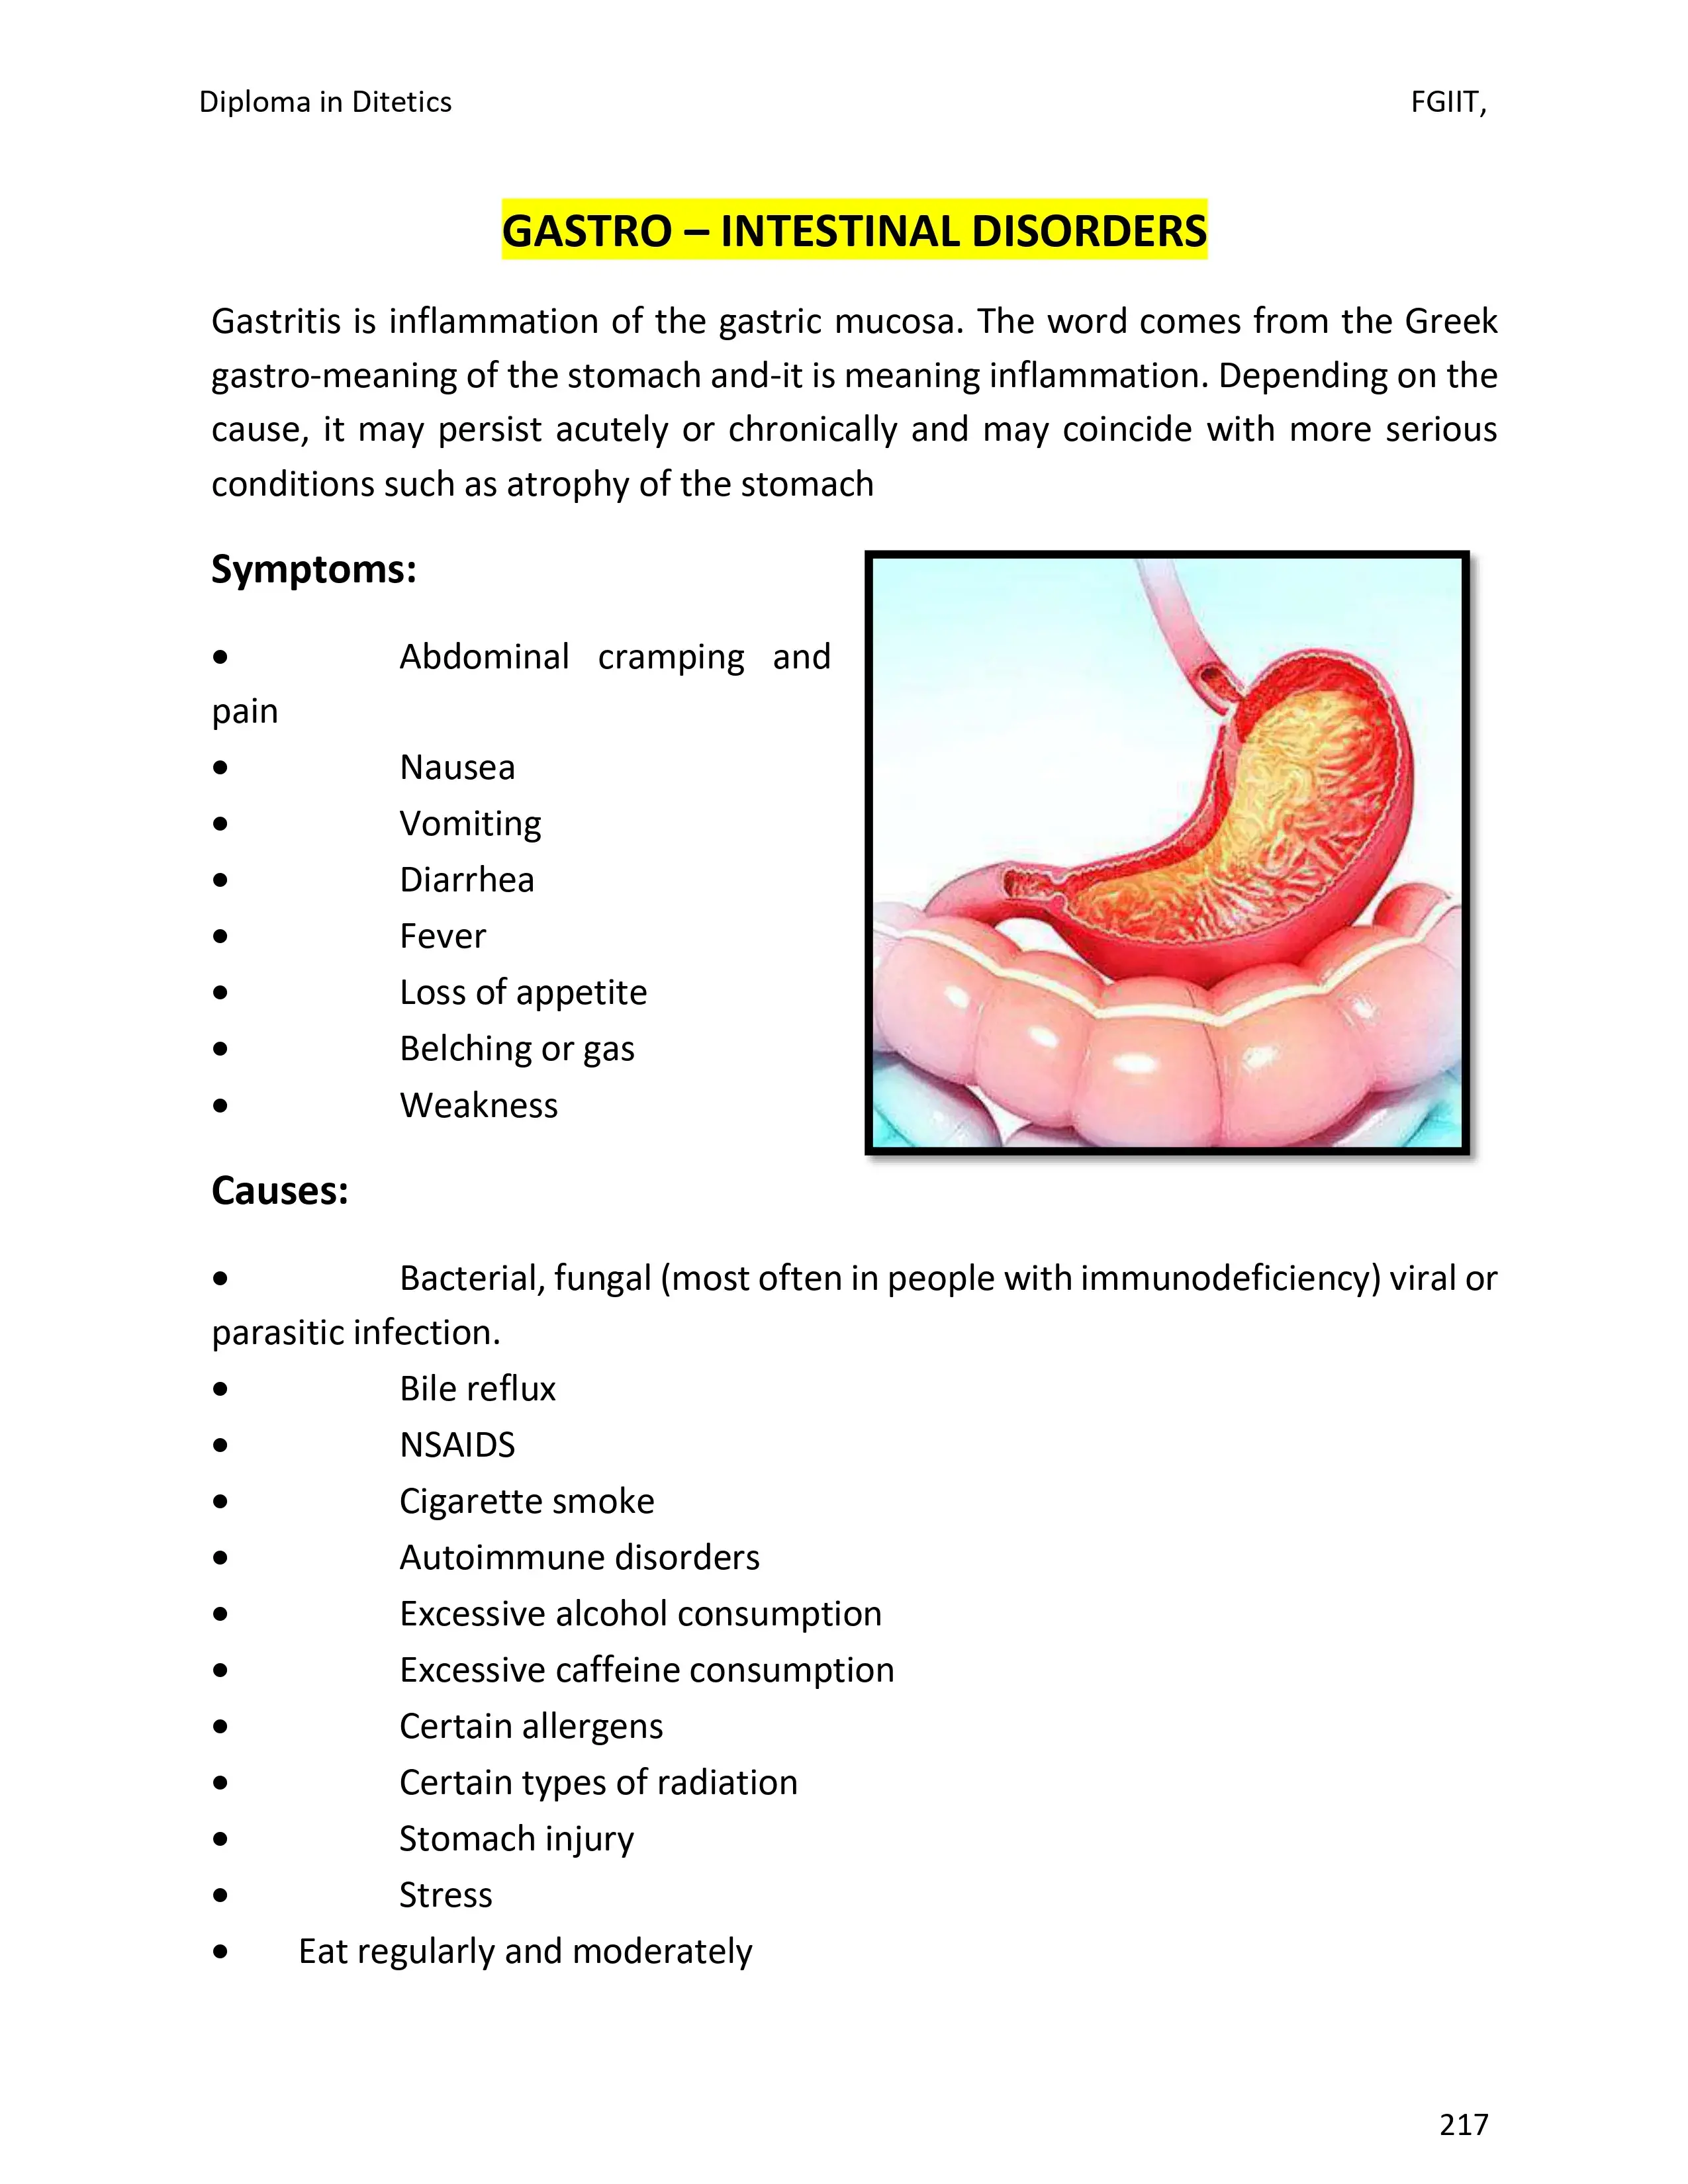 Diploma in Ditetics FGIIT,
GASTRO – INTESTINAL DISORDERS
Gastritis is inflammation of the gastric mucosa. The word comes from the Greek
gastro-meaning of the stomach and-it is meaning inflammation. Depending on the
cause, it may persist acutely or chronically and may coincide with more serious
conditions such as atrophy of the stomach
Symptoms:
• Abdominal cramping and
pain
• Nausea
• Vomiting
• Diarrhea
• Fever
• Loss of appetite
• Belching or gas
• Weakness
Causes:
• Bacterial, fungal (most often in people with immunodeficiency) viral or
parasitic infection.
• Bile reflux
• NSAIDS
• Cigarette smoke
• Autoimmune disorders
• Excessive alcohol consumption
• Excessive caffeine consumption
• Certain allergens
• Certain types of radiation
• Stomach injury
• Stress
• Eat regularly and moderately
217